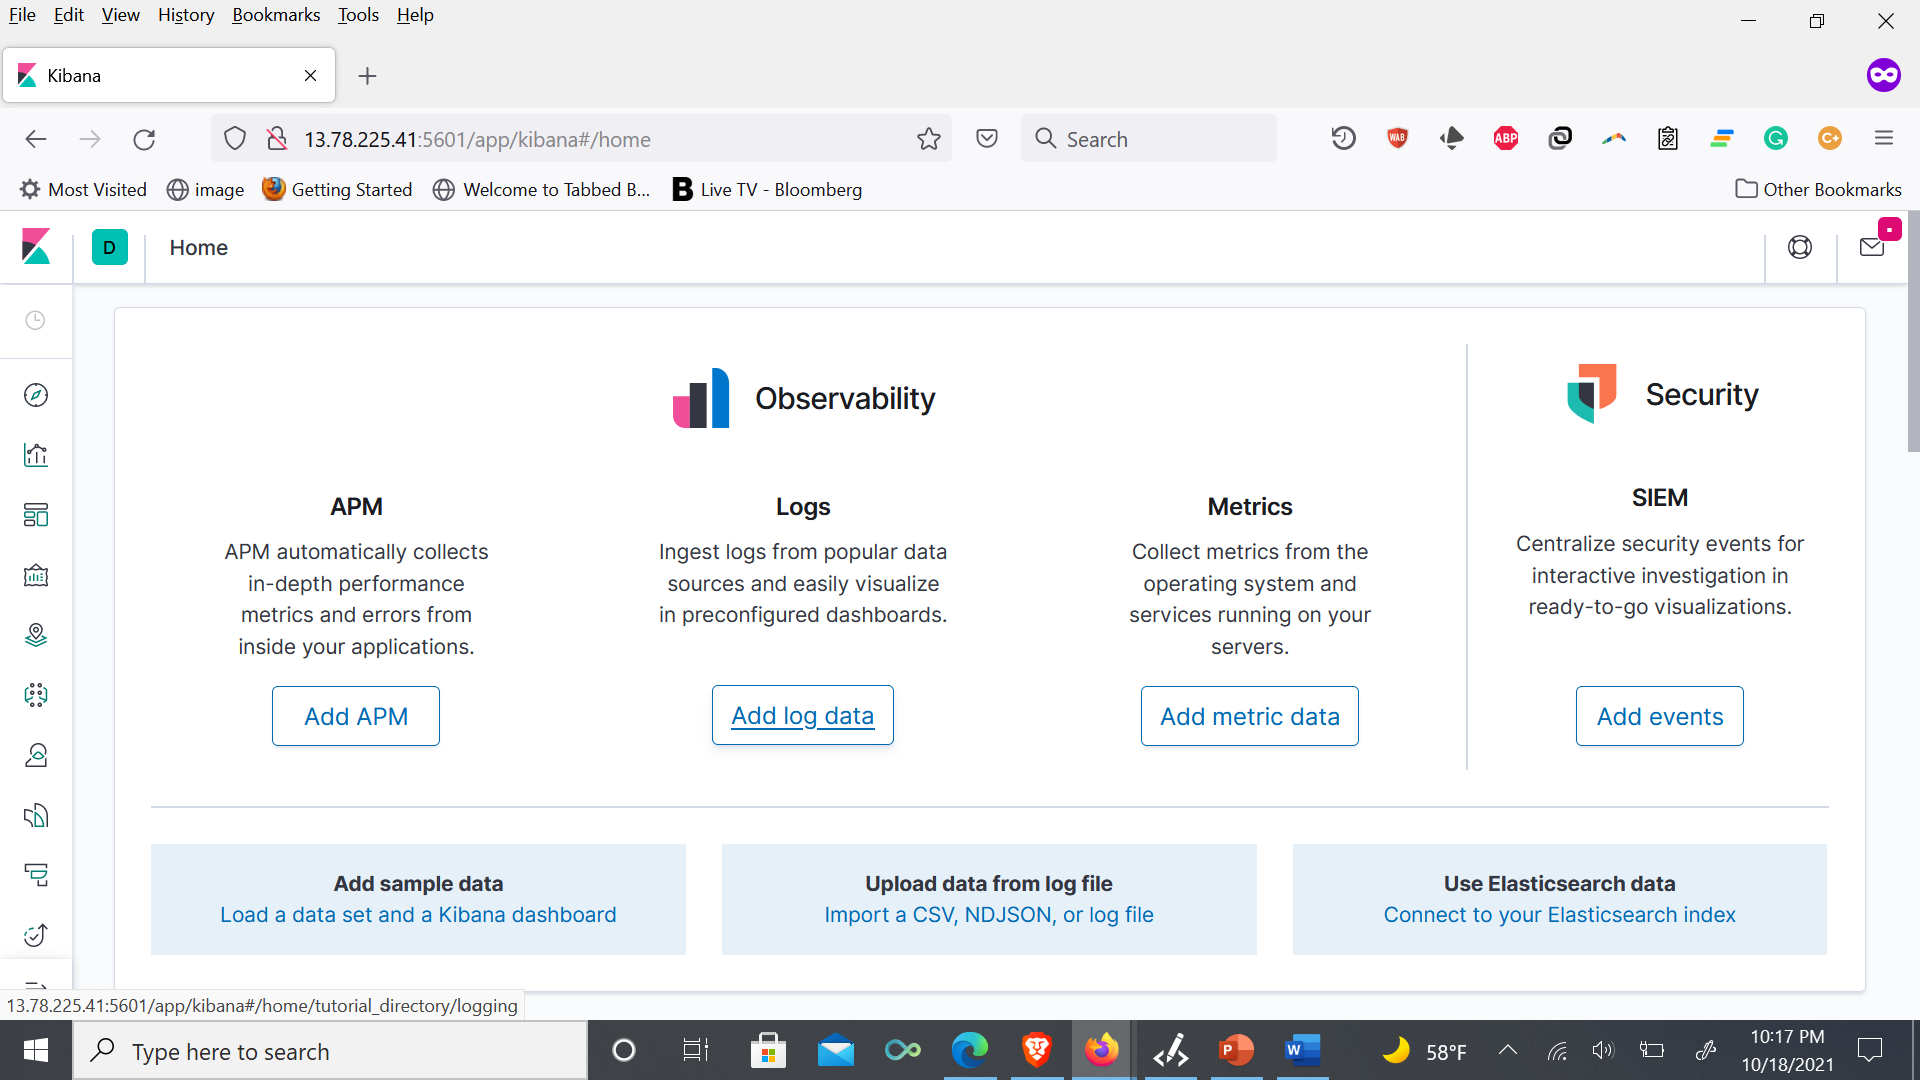 File Edit View History Bookmarks Tools Help
Kibana
13.78.225.41:5601/app/kibana#/home
Search
WAB
ABP
G
C+
Most Visited
image
Getting Started
Welcome to Tabbed B...
B Live TV - Bloomberg
Other Bookmarks
D
Home
Observability
Security
APM
APM automatically collects
in-depth performance
metrics and errors from
inside your applications.
Add APM
Logs
Ingest logs from popular data
sources and easily visualize
in preconfigured dashboards.
Add log data
Metrics
Collect metrics from the
operating system and
services running on your
servers.
Add metric data
SIEM
Centralize security events for
interactive investigation in
ready-to-go visualizations.
Add events
Add sample data
Load a data set and a Kibana dashboard
Upload data from log file
Import a CSV, NDJSON, or log file
Use Elasticsearch data
Connect to your Elasticsearch index
13.78.225.41:5601/app/kibana#/home/tutorial_directory/logging
Type here to search
P
W
58°F
10:17 PM
10/18/2021